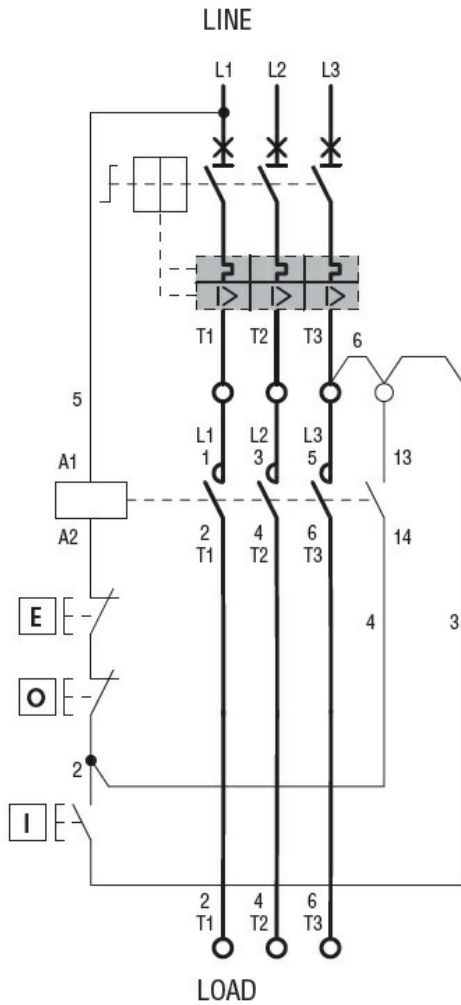 LINE
L1 L2 L3
I> I> I>
T1 T2 T3
6
5
L1 L2 L3
A1 1 3 5 13
A2 2 4 6 14
T1 T2 T3
E
4 3
O
2
I
2 4 6
T1 T2 T3
LOAD